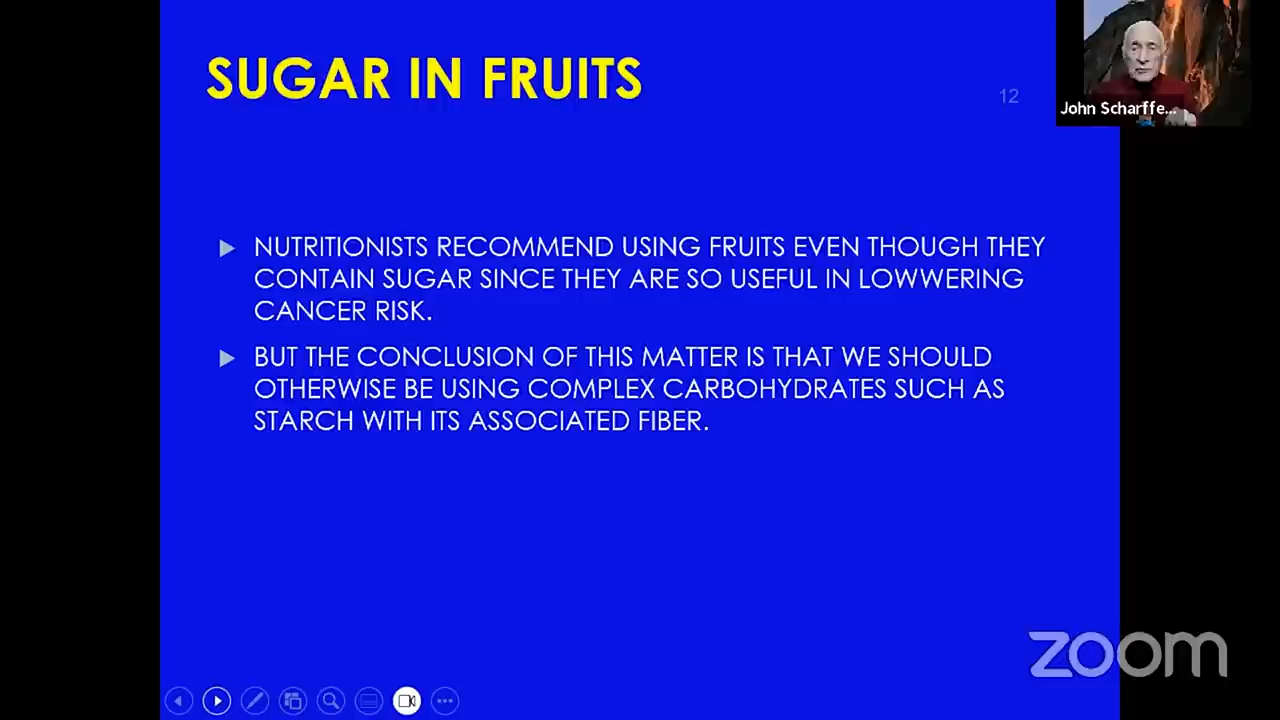 SUGAR IN FRUITS
12
John Scharffe...
NUTRITIONISTS RECOMMEND USING FRUITS EVEN THOUGH THEY
CONTAIN SUGAR SINCE THEY ARE SO USEFUL IN LOWWERING
CANCER RISK.
BUT THE CONCLUSION OF THIS MATTER IS THAT WE SHOULD
OTHERWISE BE USING COMPLEX CARBOHYDRATES SUCH AS
STARCH WITH ITS ASSOCIATED FIBER.
zoom